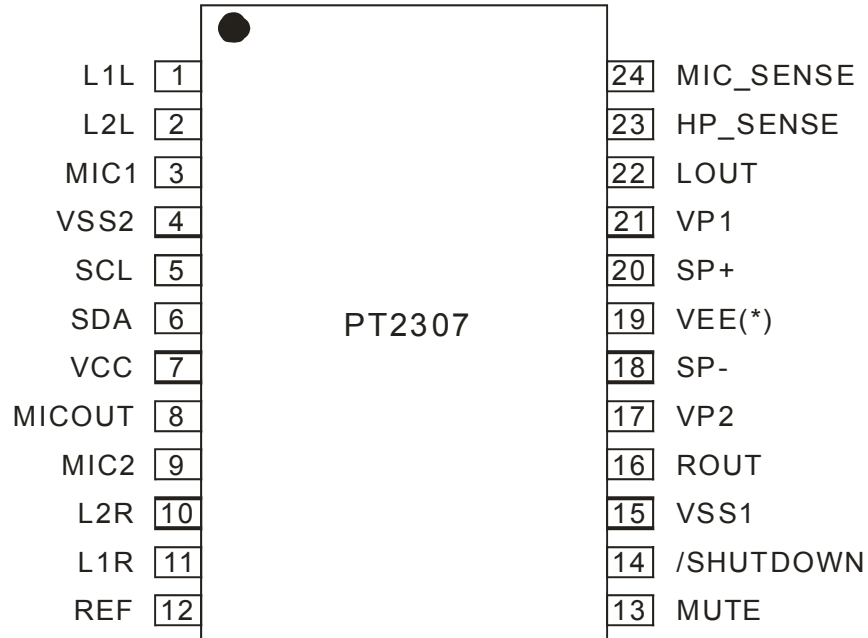 L1L 1 24 MIC_SENSE
L2L 2 23 HP_SENSE
MIC1 3 22 LOUT
VSS2 4 21 VP1
SCL 5 20 SP+
SDA 6 PT2307 19 VEE(*)
VCC 7 18 SP-
MICOUT 8 17 VP2
MIC2 9 16 ROUT
L2R 10 15 VSS1
L1R 11 14 /SHUTDOWN
REF 12 13 MUTE